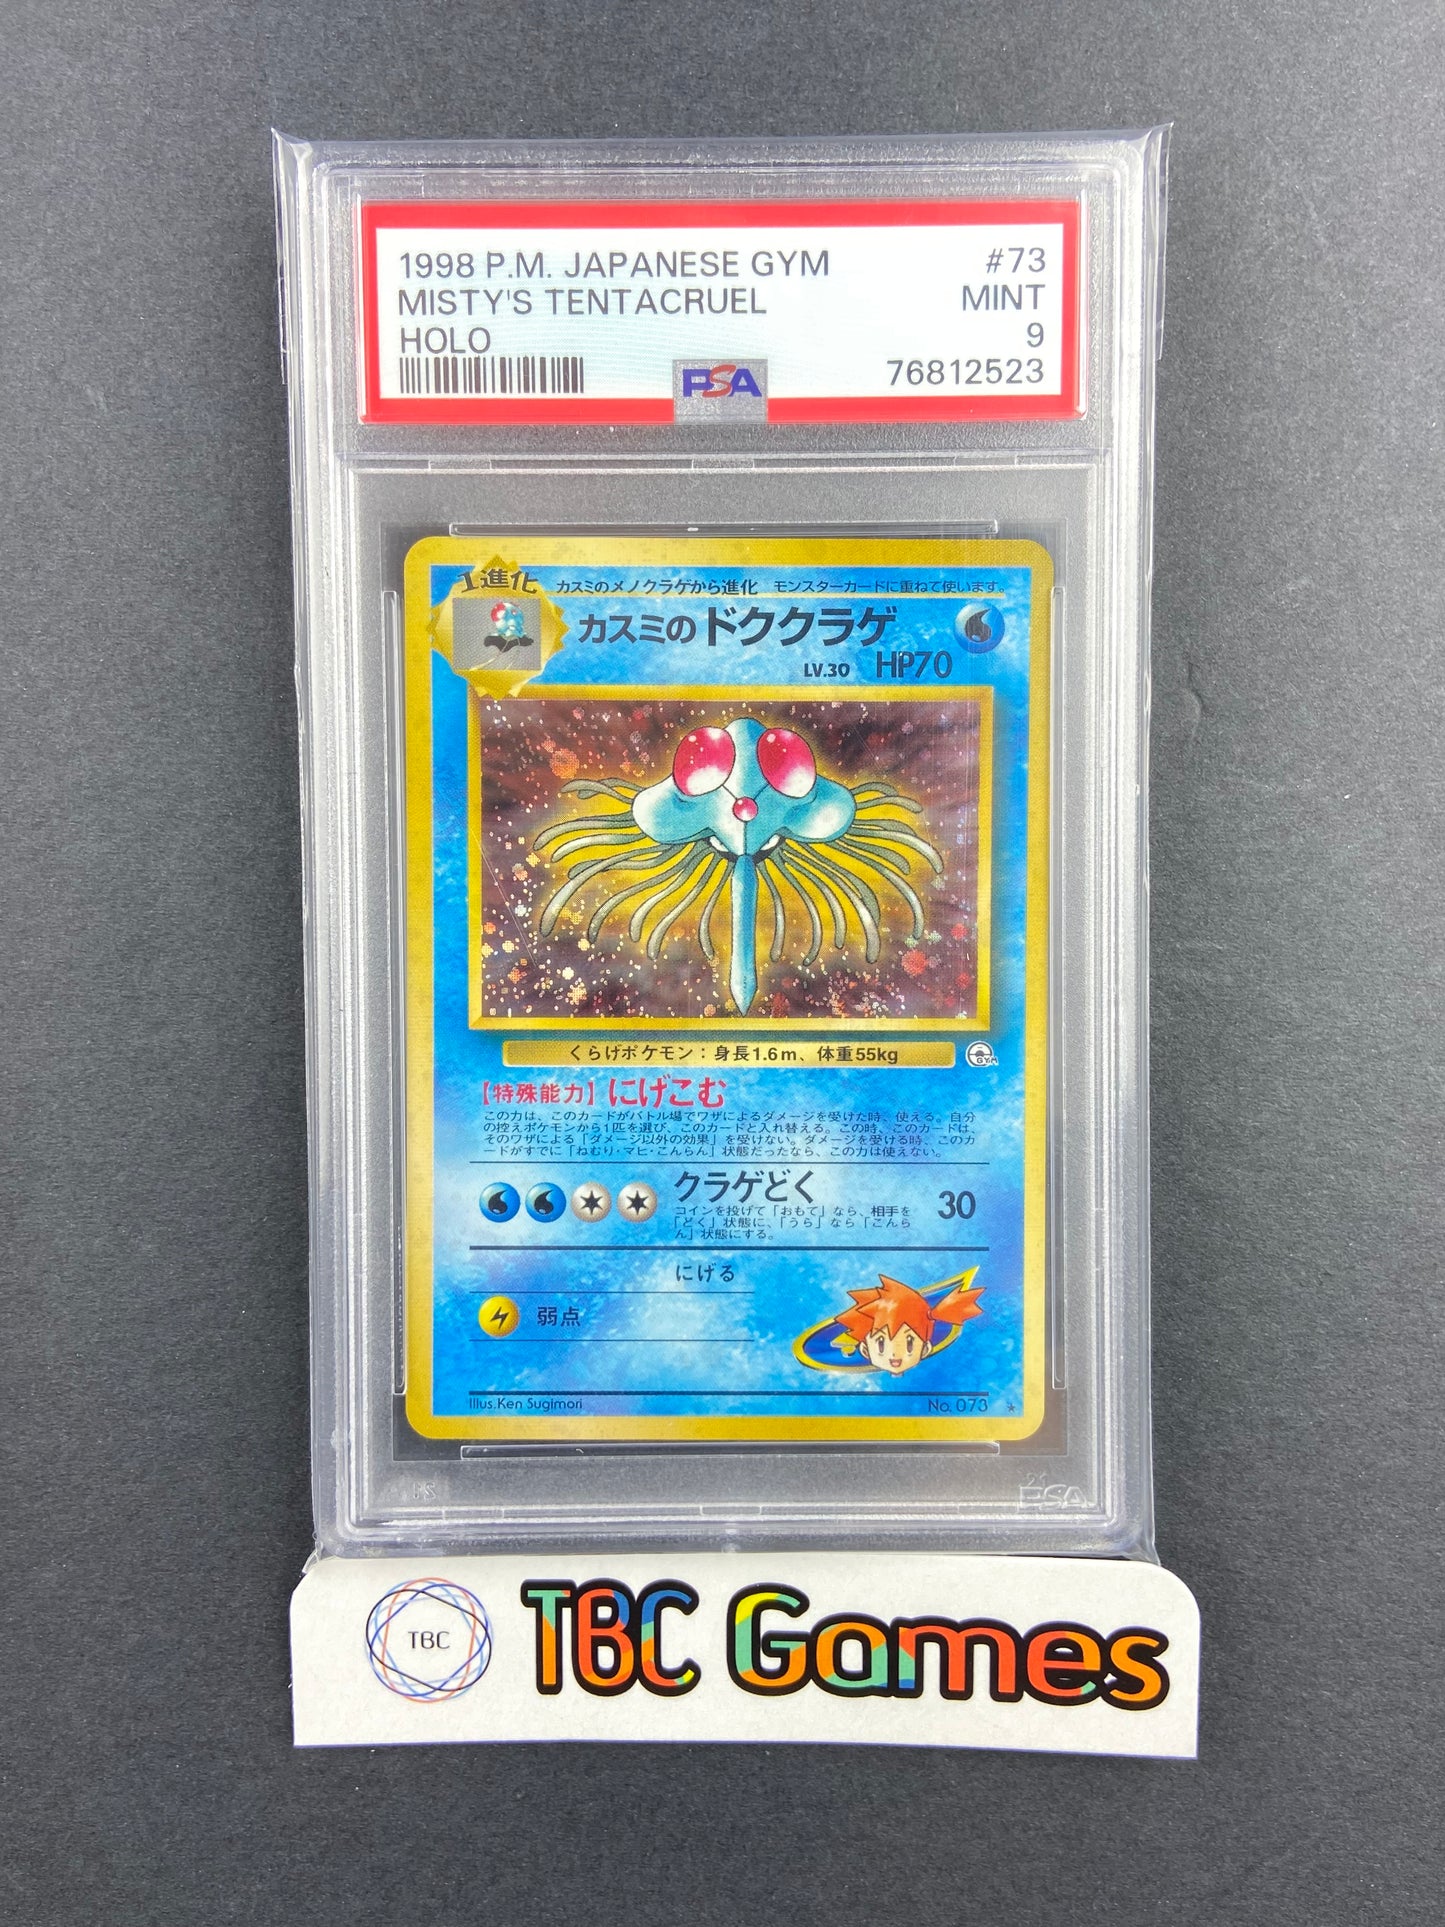 1998 P.M. JAPANESE GYM #73
MISTY'S TENTACRUEL MINT
HOLO 9
76812523
PSA
1進化
カスミのメノクラゲから進化 モンスターカードに重ねて使います。
カスミのドククラゲ
LV.30 HP70
くらげポケモン：身長1.6m、体重55kg
GYM
【特殊能力】にげこむ
この力は、このカードがバトル場でワザによるダメージを受けた時、使える。自分
の控えポケモンから1匹を選び、このカードと入れ替える。この時、このカードは、
そのワザによる「ダメージ以外の効果」を受けない。ダメージを受ける時、このカ
ードがすでに「ねむり・マヒ・こんらん」状態だったなら、この力は使えない。
クラゲどく 30
コインを投げて「おもて」なら、相手を
「どく」状態に、「うら」なら「こんら
ん」状態にする。
にげる
弱点
Illus.Ken Sugimori No. 073 ★
PSA
TBC
TBC Games